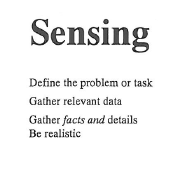 Sensing
Define the problem or task
Gather relevant data
Gather facts and details
Be realistic